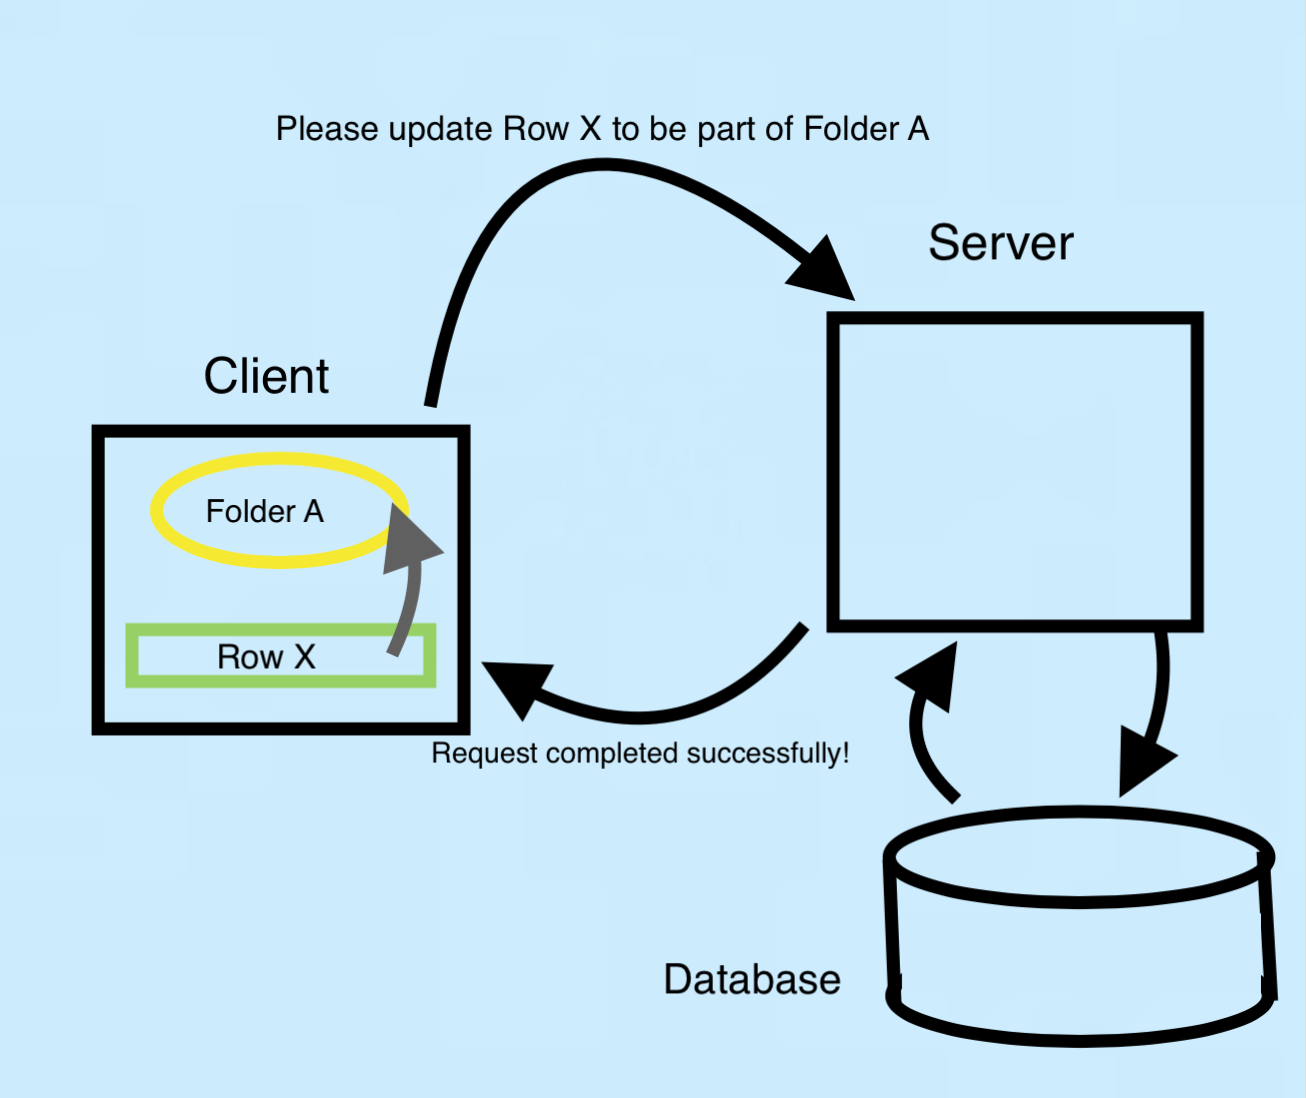 Please update Row X to be part of Folder A
Server
Client
Folder A
Row X
Request completed successfully!
Database